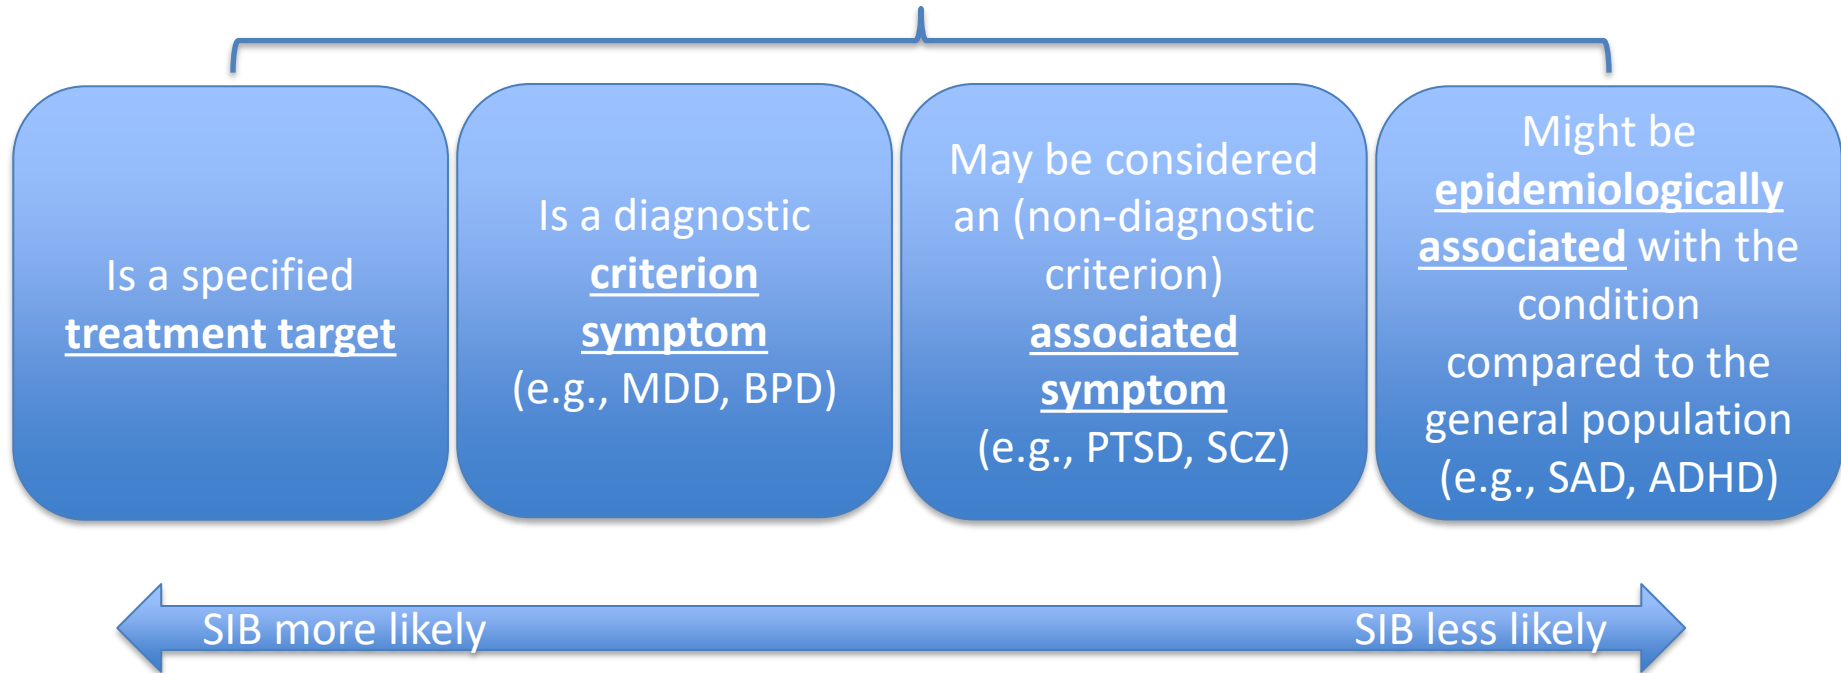 Is a specified
treatment target
Is a diagnostic
criterion
symptom
(e.g., MDD, BPD)
May be considered
an (non-diagnostic
criterion)
associated
symptom
(e.g., PTSD, SCZ)
Might be
epidemiologically
associated with the
condition
compared to the
general population
(e.g., SAD, ADHD)
SIB more likely
SIB less likely